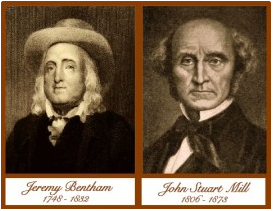 Jeremy Bentham
1748 - 1832
John Stuart Mill
1806 - 1873